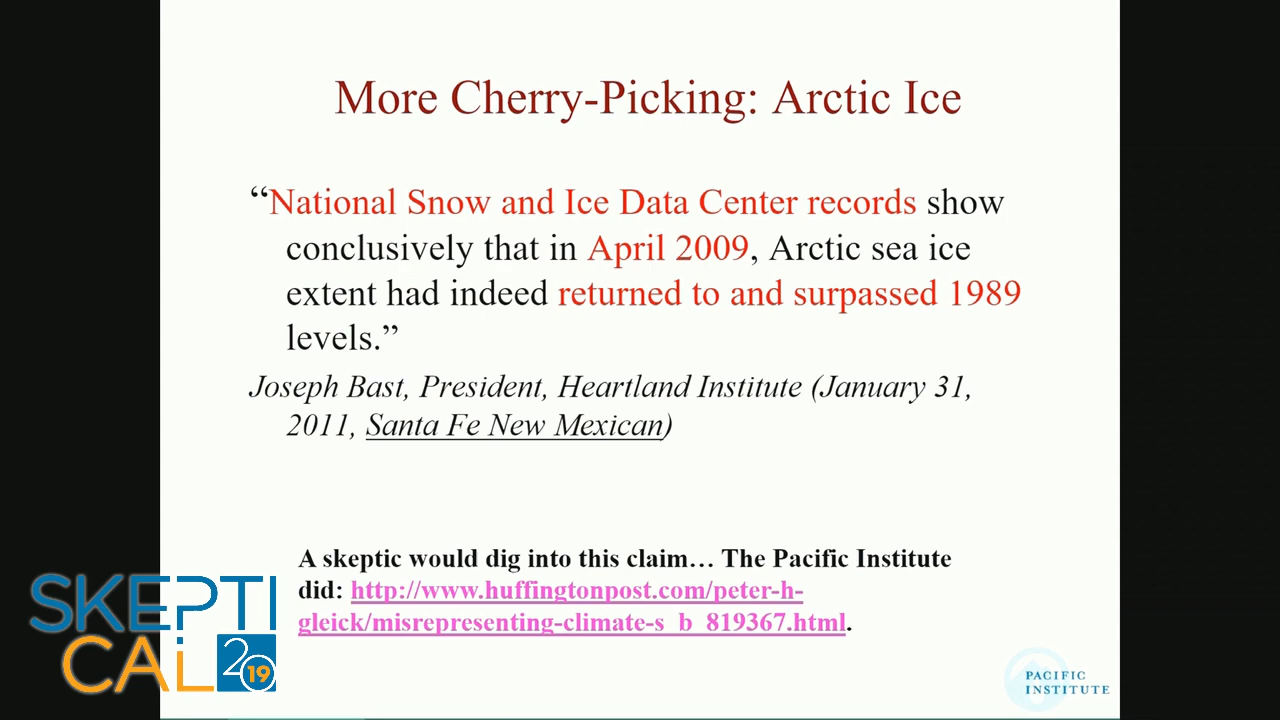 More Cherry-Picking: Arctic Ice
“National Snow and Ice Data Center records show
conclusively that in April 2009, Arctic sea ice
extent had indeed returned to and surpassed 1989
levels.”
Joseph Bast, President, Heartland Institute (January 31,
2011, Santa Fe New Mexican)
A skeptic would dig into this claim… The Pacific Institute
did: http://www.huffingtonpost.com/peter-h-
gleick/misrepresenting-climate-s_b_819367.html.
SKEPTI
CAL 2019
PACIFIC
INSTITUTE